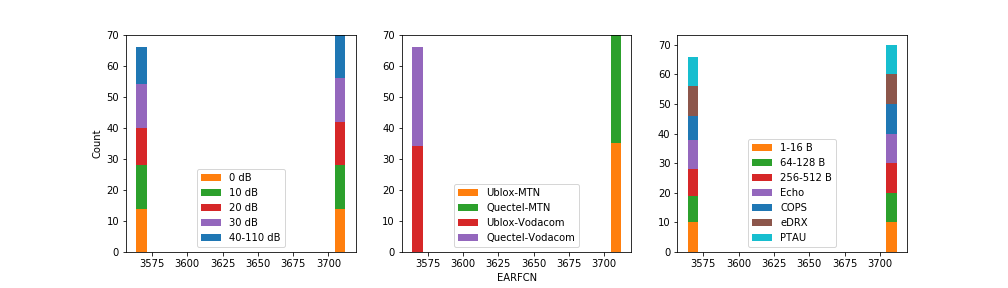 Count
70
60
50
40
30
20
10
0
0 dB
10 dB
20 dB
30 dB
40-110 dB
3575 3600 3625 3650 3675 3700
70
60
50
40
30
20
10
0
Ublox-MTN
Quectel-MTN
Ublox-Vodacom
Quectel-Vodacom
3575 3600 3625 3650 3675 3700
EARFCN
70
60
50
40
30
20
10
0
1-16 B
64-128 B
256-512 B
Echo
COPS
eDRX
PTAU
3575 3600 3625 3650 3675 3700